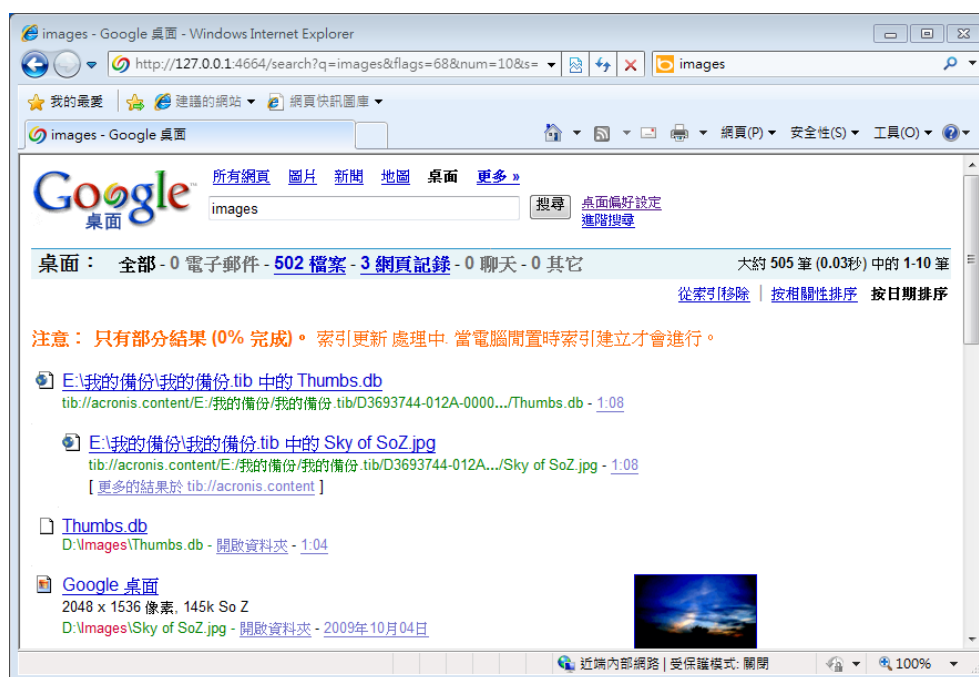 images - Google 桌面 - Windows Internet Explorer
http://127.0.0.1:4664/search?q=images&flags=68&num=10&s=
images
我的最愛 建議的網站 網頁快訊圖庫
images - Google 桌面
網頁(P) 安全性(S) 工具(O)
Google 桌面
所有網頁 圖片 新聞 地圖 桌面 更多 »
images 搜尋 桌面偏好設定
進階搜尋
桌面： 全部 - 0 電子郵件 - 502 檔案 - 3 網頁記錄 - 0 聊天 - 0 其它 大約 505 筆 (0.03秒) 中的 1-10 筆
從索引移除 | 按相關性排序 按日期排序
注意： 只有部分結果 (0% 完成)。 索引更新 處理中. 當電腦閒置時索引建立才會進行。
E:\我的備份\我的備份.tib 中的 Thumbs.db
tib://acronis.content/E:/我的備份/我的備份.tib/D3693744-012A-0000.../Thumbs.db - 1:08
E:\我的備份\我的備份.tib 中的 Sky of SoZ.jpg
tib://acronis.content/E:/我的備份/我的備份.tib/D3693744-012A.../Sky of SoZ.jpg - 1:08
[ 更多的結果於 tib://acronis.content ]
Thumbs.db
D:\Images\Thumbs.db - 開啟資料夾 - 1:04
Google 桌面
2048 x 1536 像素, 145k So Z
D:\Images\Sky of SoZ.jpg - 開啟資料夾 - 2009年10月04日
近端內部網路 | 受保護模式: 關閉 100%